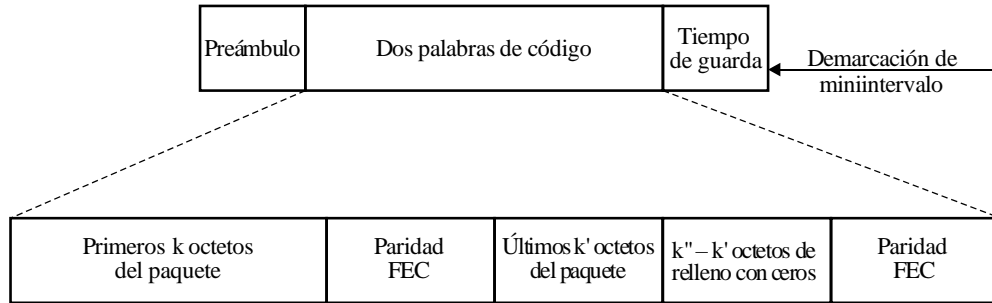 Preámbulo
Dos palabras de código
Tiempo
de guarda
Demarcación de
miniintervalo
Primeros k octetos
del paquete
Paridad
FEC
Últimos k' octetos
del paquete
k" – k' octetos de
relleno con ceros
Paridad
FEC